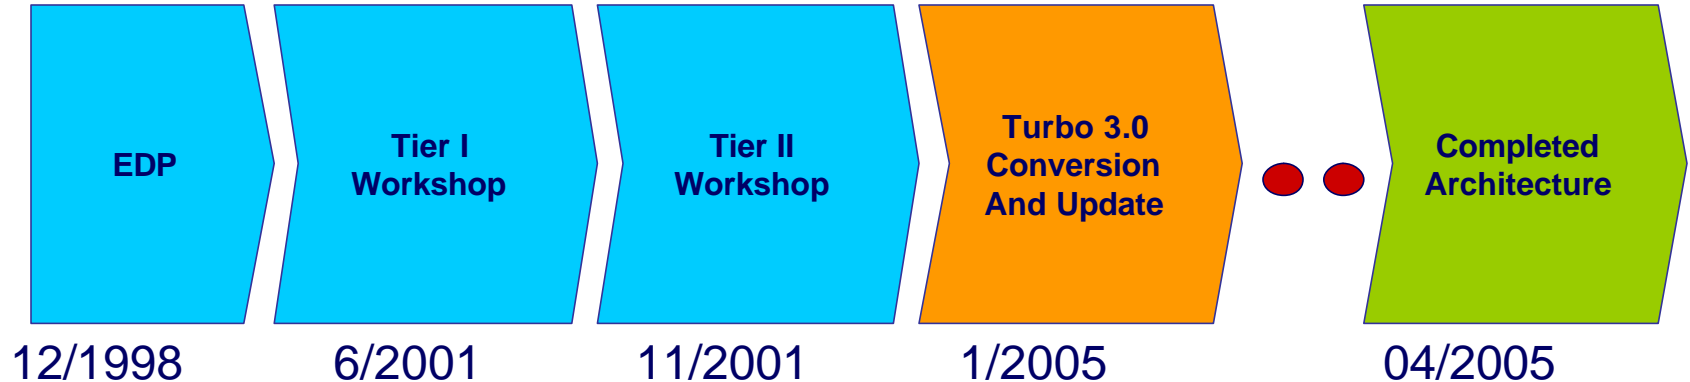 EDP
Tier I
Workshop
Tier II
Workshop
Turbo 3.0
Conversion
And Update
Completed
Architecture
12/1998
6/2001
11/2001
1/2005
04/2005